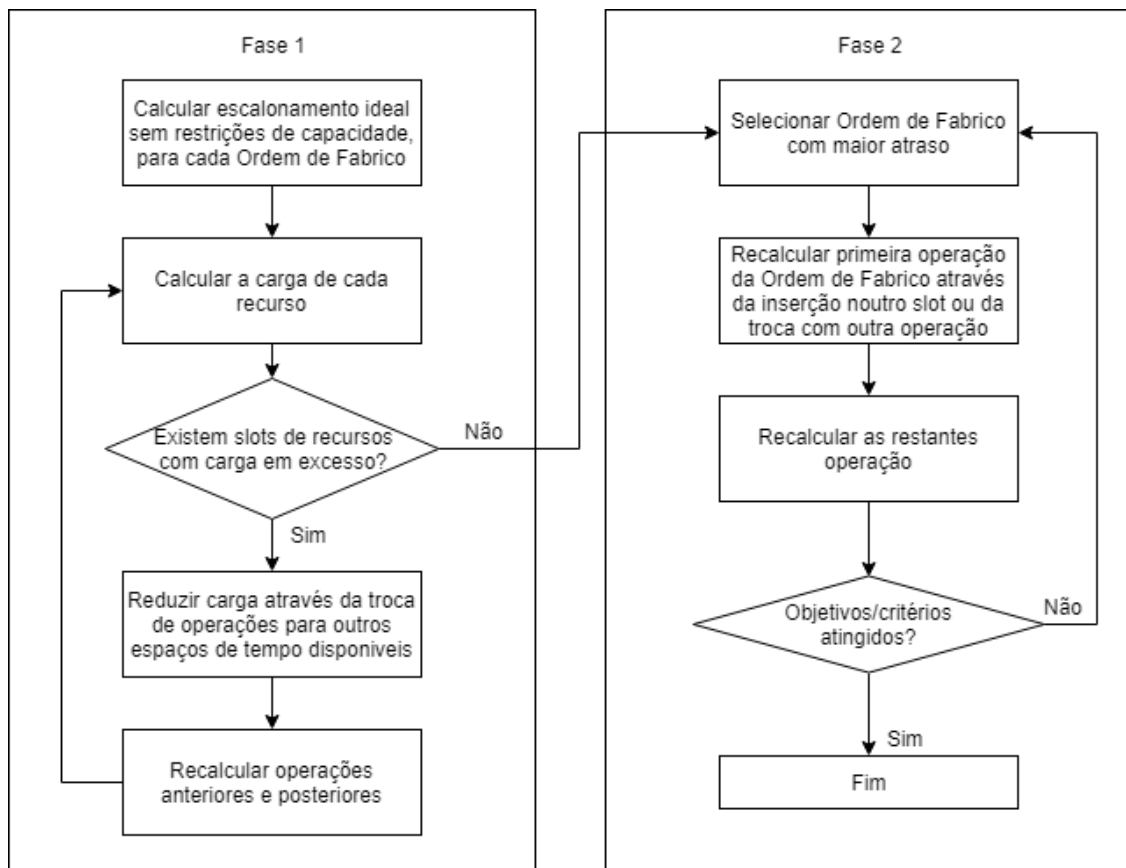 Fase 1
Calcular escalonamento ideal
sem restrições de capacidade,
para cada Ordem de Fabrico
Calcular a carga de cada
recurso
Existem slots de recursos
com carga em excesso?
Não
Sim
Reduzir carga através da troca
de operações para outros
espaços de tempo disponiveis
Recalcular operações
anteriores e posteriores
Fase 2
Selecionar Ordem de Fabrico
com maior atraso
Recalcular primeira operação
da Ordem de Fabrico através
da inserção noutro slot ou da
troca com outra operação
Recalcular as restantes
operação
Objetivos/critérios
atingidos?
Não
Sim
Fim